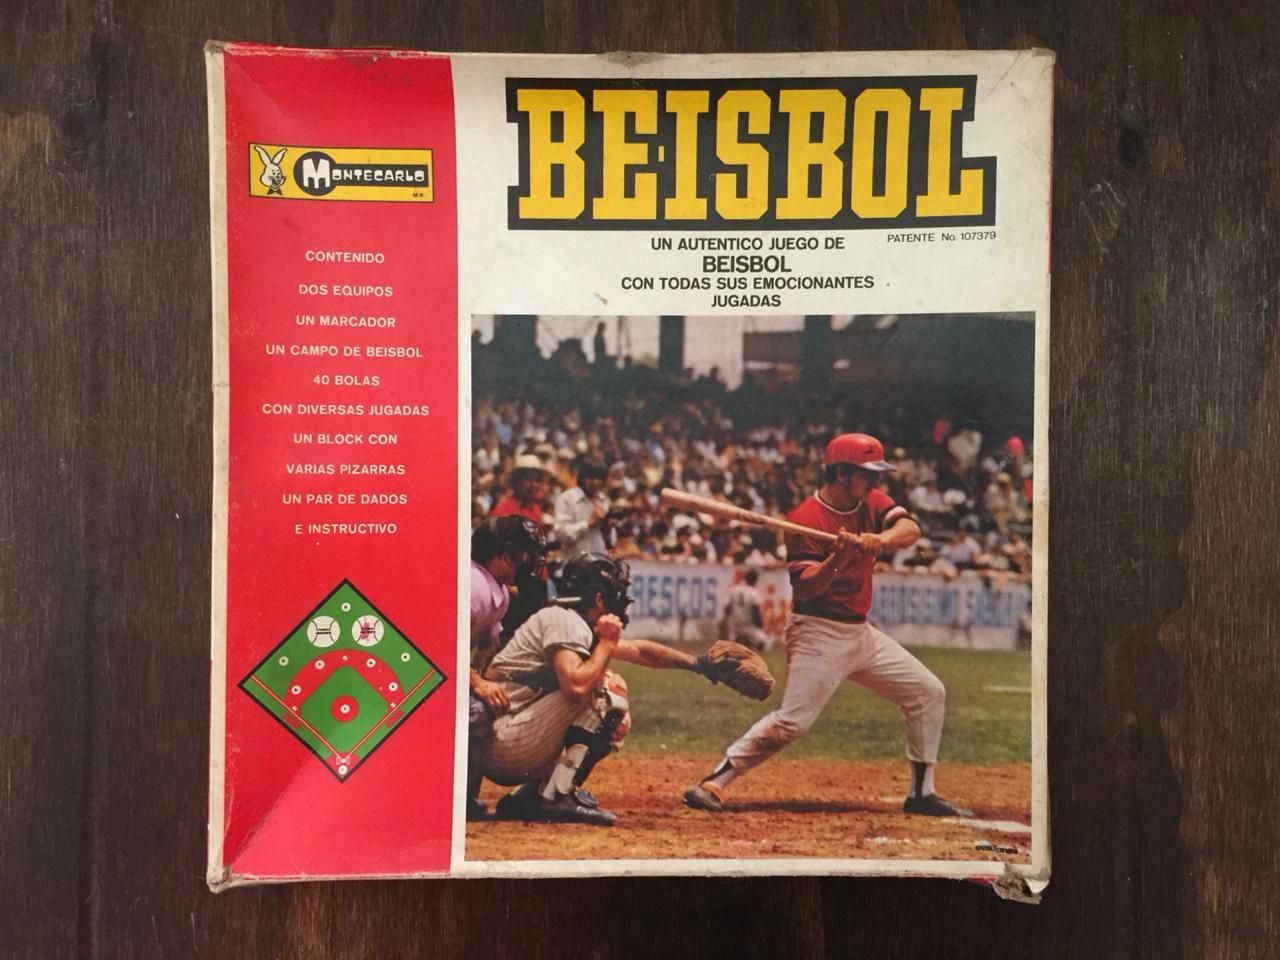 MONTECARLO
M.R.
CONTENIDO
DOS EQUIPOS
UN MARCADOR
UN CAMPO DE BEISBOL
40 BOLAS
CON DIVERSAS JUGADAS
UN BLOCK CON
VARIAS PIZARRAS
UN PAR DE DADOS
E INSTRUCTIVO
BEISBOL
PATENTE No. 107379
UN AUTENTICO JUEGO DE
BEISBOL
CON TODAS SUS EMOCIONANTES
JUGADAS
RESCOS